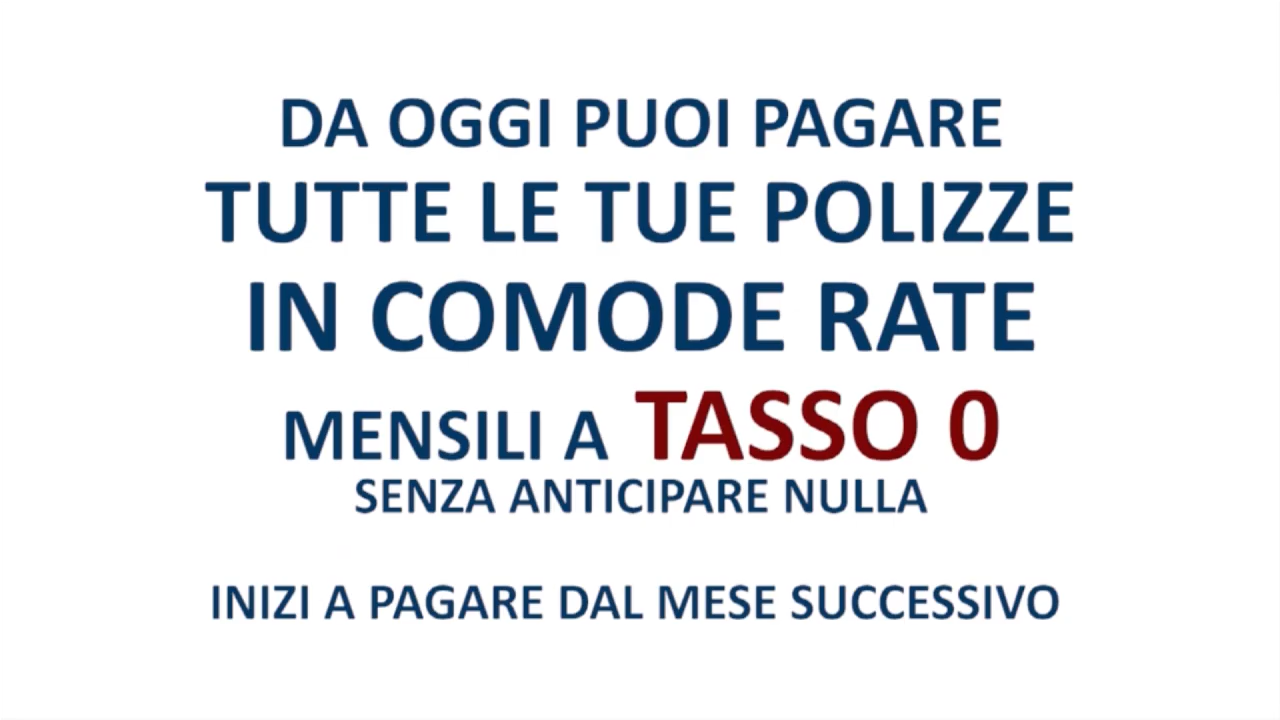 DA OGGI PUOI PAGARE
TUTTE LE TUE POLIZZE
IN COMODE RATE
MENSILI A TASSO 0
SENZA ANTICIPARE NULLA
INIZI A PAGARE DAL MESE SUCCESSIVO